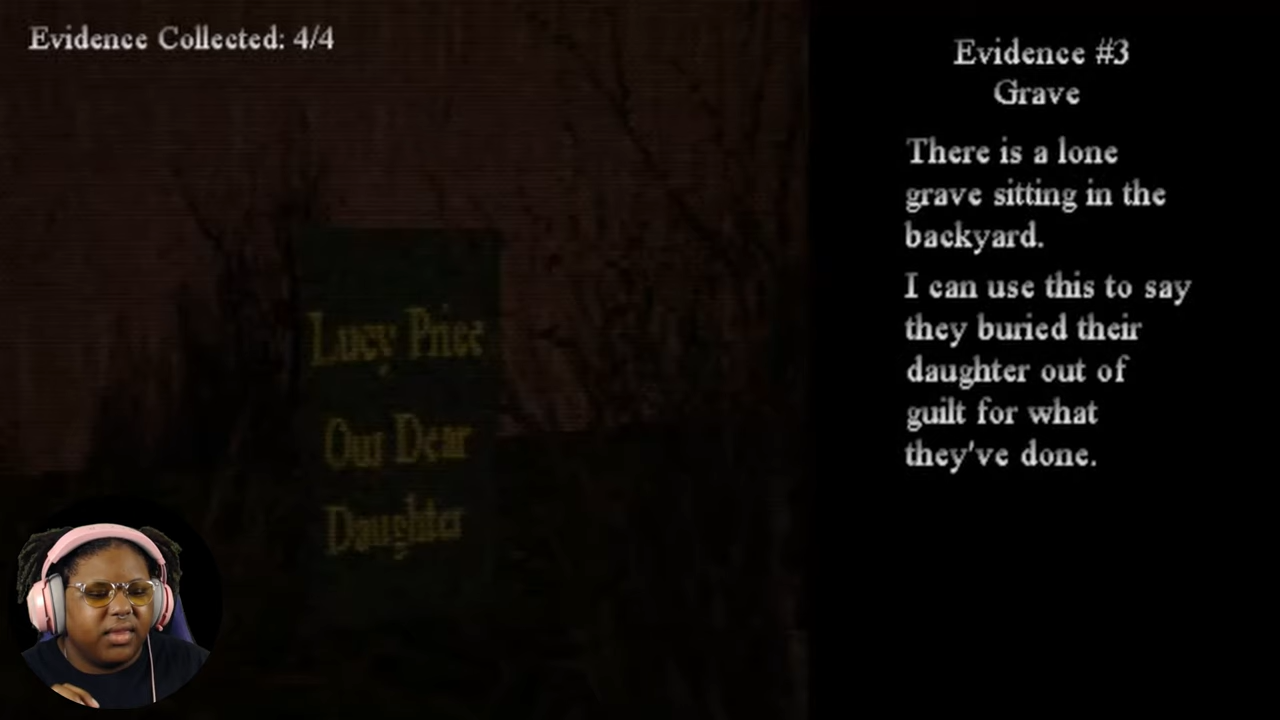 Evidence Collected: 4/4
Evidence #3
Grave
There is a lone
grave sitting in the
backyard.
I can use this to say
they buried their
daughter out of
guilt for what
they've done.
Lucy Price
Our Dear
Daughter